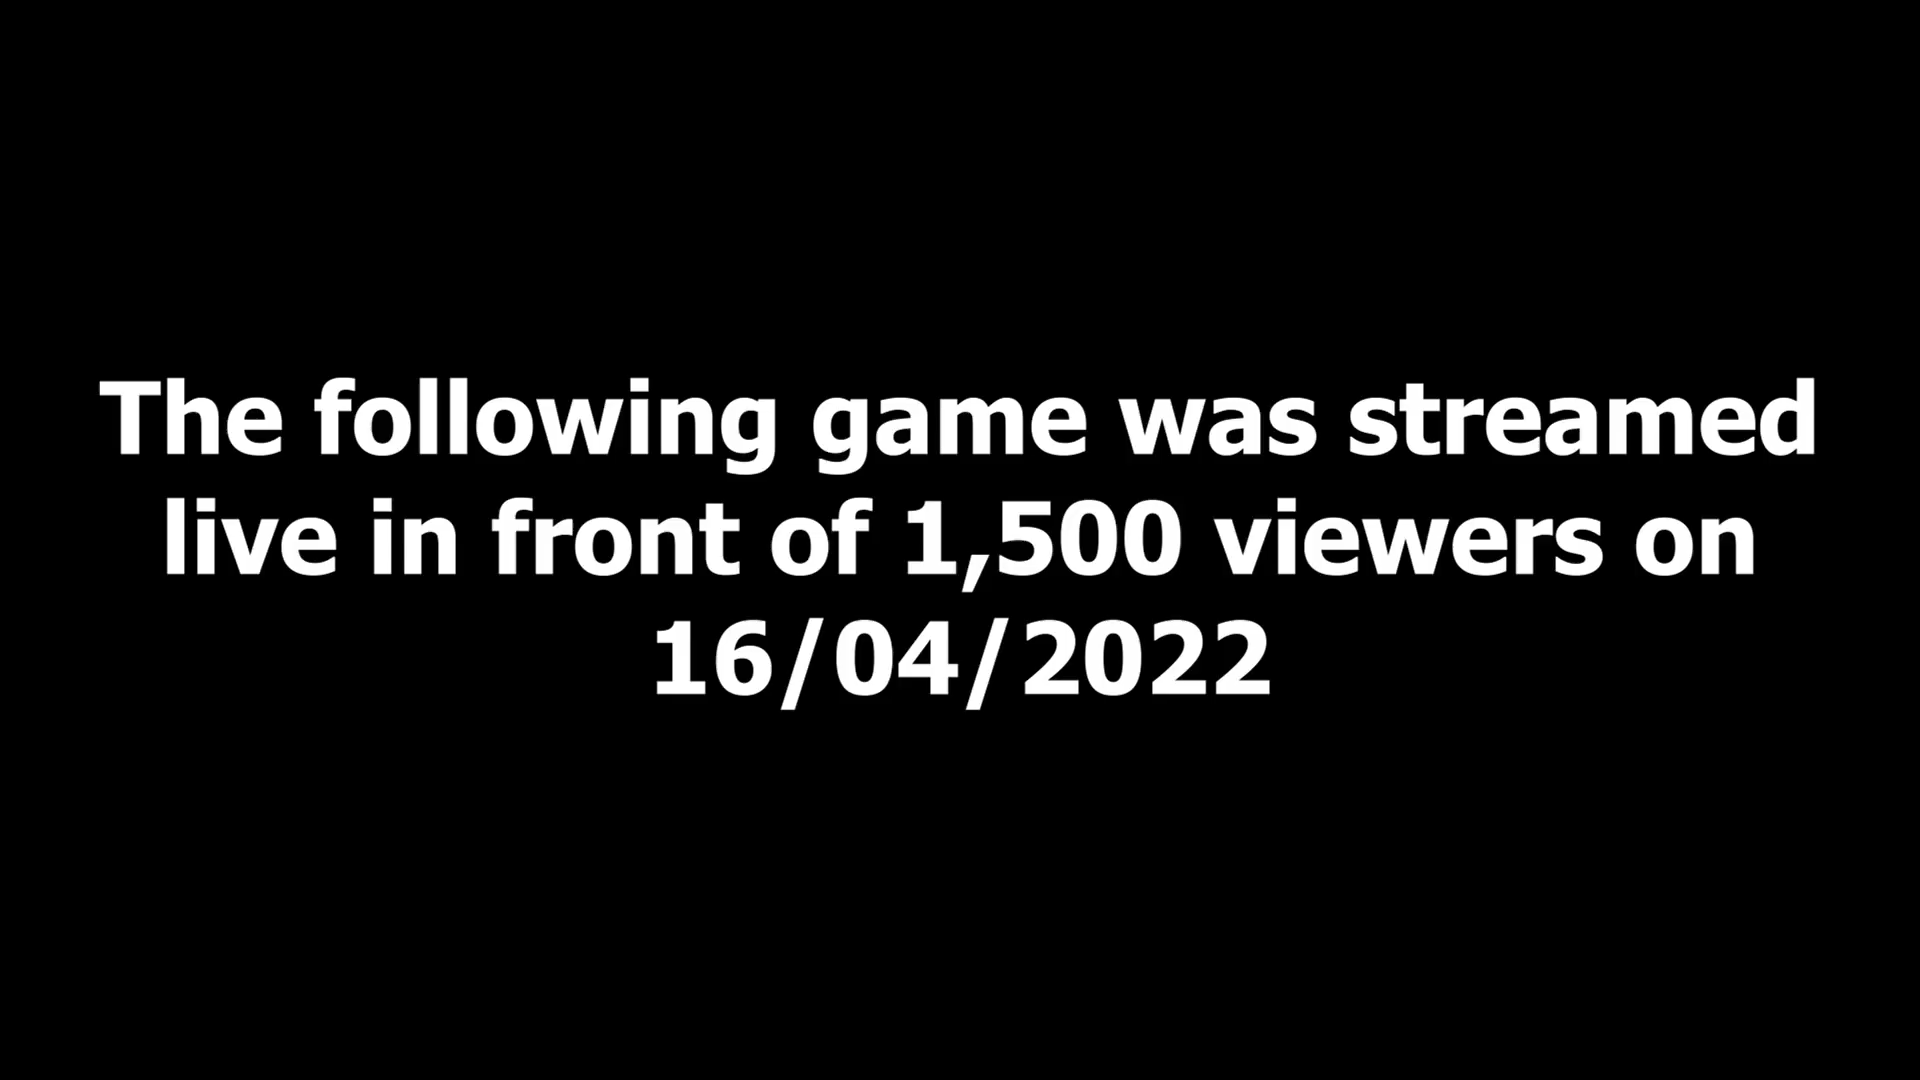 The following game was streamed
live in front of 1,500 viewers on
16/04/2022